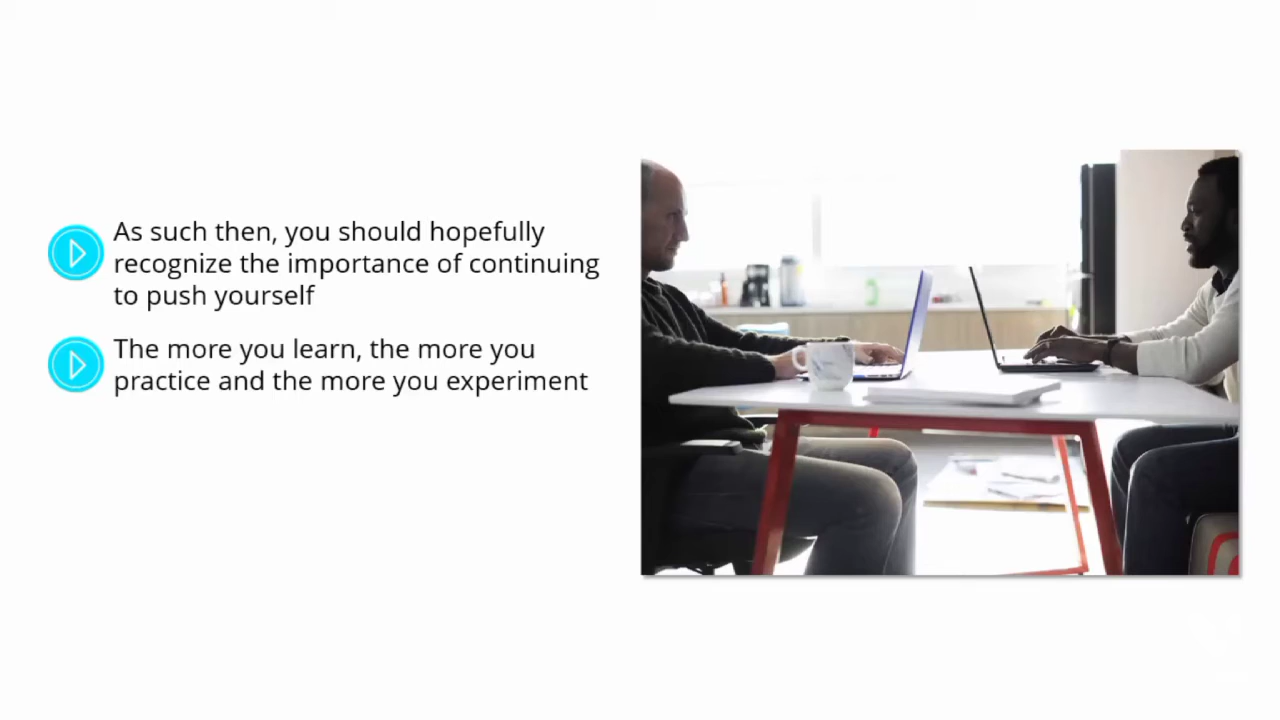 As such then, you should hopefully
recognize the importance of continuing
to push yourself
The more you learn, the more you
practice and the more you experiment